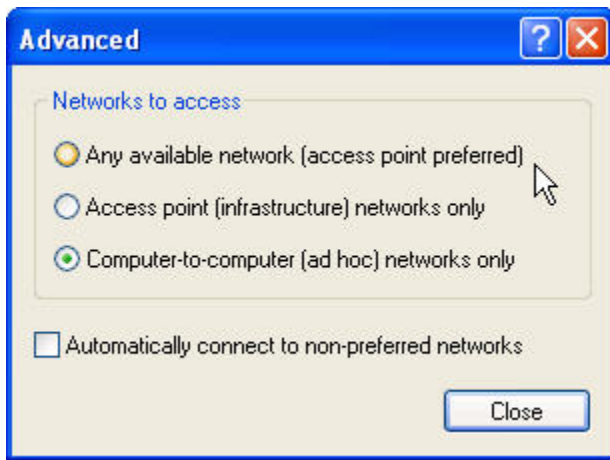 Advanced
?
Networks to access
Any available network (access point preferred)
Access point (infrastructure) networks only
Computer-to-computer (ad hoc) networks only
Automatically connect to non-preferred networks
Close